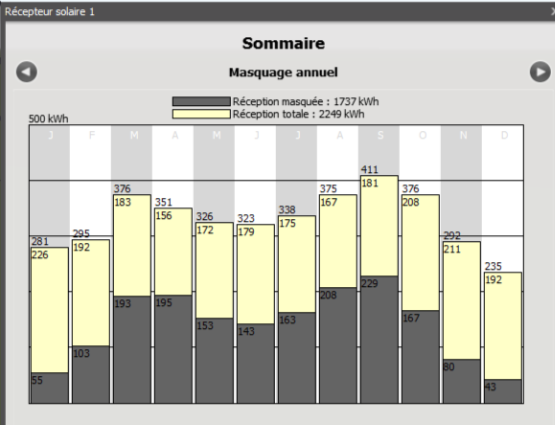 Récepteur solaire 1
Sommaire
Masquage annuel
Réception masquée : 1737 kWh
Réception totale : 2249 kWh
500 kWh
J F M A M J J A S O N D
281 295 376 351 326 323 338 375 411 376 292 235
226 192 183 156 172 179 175 167 181 208 211 192
55 103 193 195 153 143 163 208 229 167 80 43